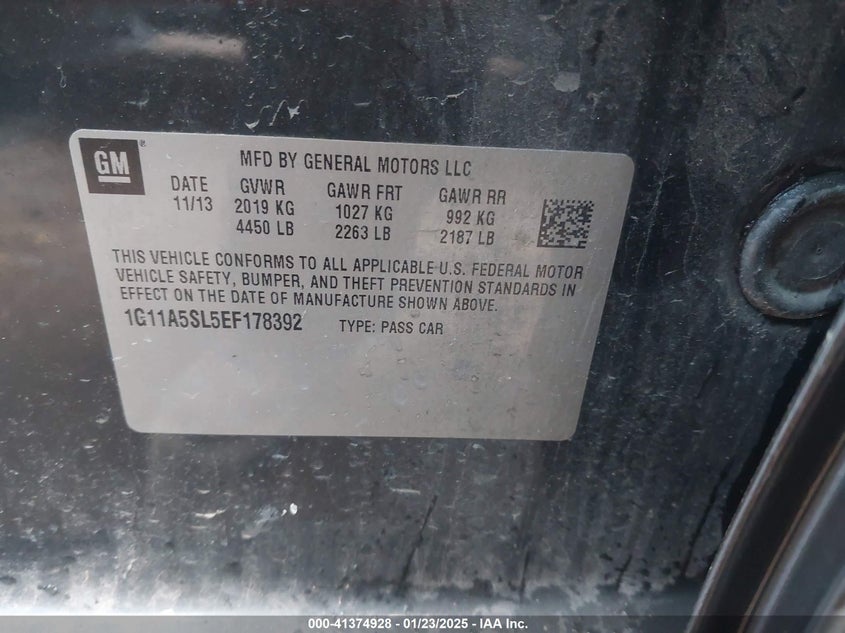 GM ®
MFD BY GENERAL MOTORS LLC
DATE GVWR GAWR FRT GAWR RR
11/13 2019 KG 1027 KG 992 KG
4450 LB 2263 LB 2187 LB
THIS VEHICLE CONFORMS TO ALL APPLICABLE U.S. FEDERAL MOTOR
VEHICLE SAFETY, BUMPER, AND THEFT PREVENTION STANDARDS IN
EFFECT ON THE DATE OF MANUFACTURE SHOWN ABOVE.
1G11A5SL5EF178392 TYPE: PASS CAR
000-41374928 - 01/23/2025 - IAA Inc.